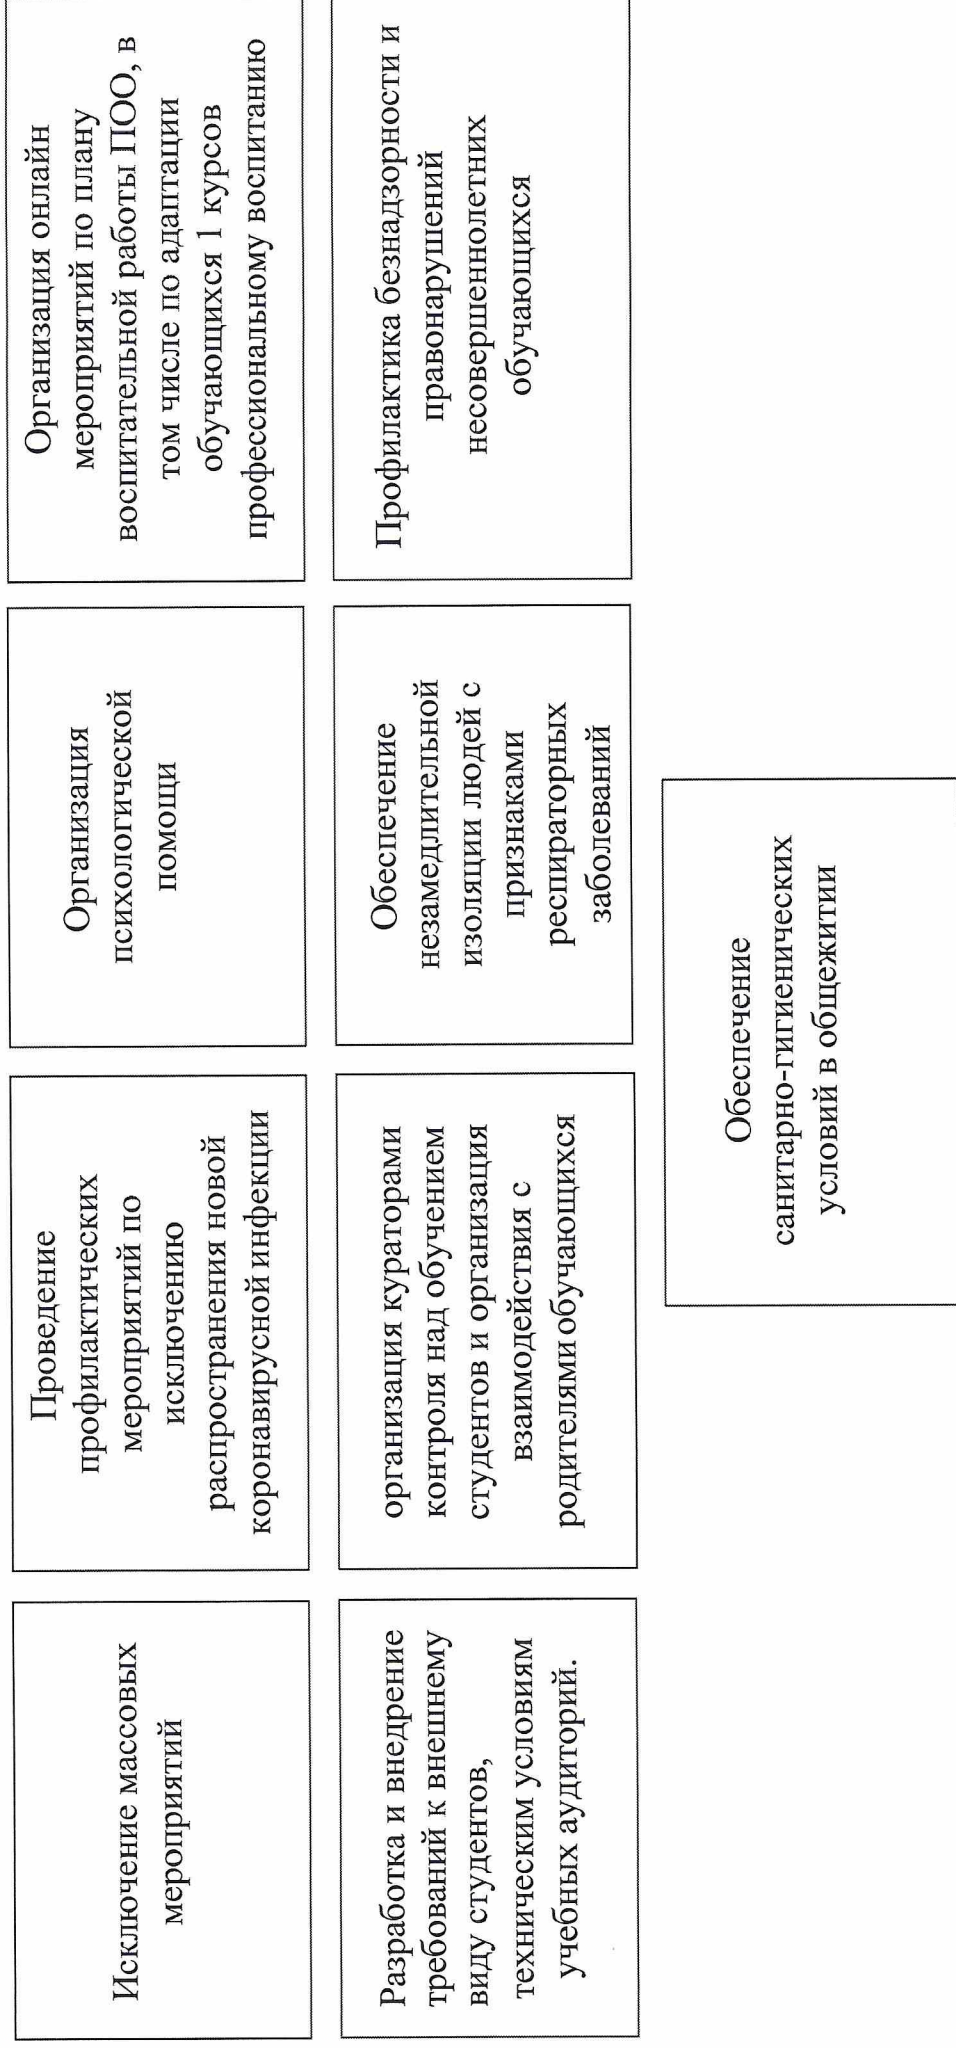 Исключение массовых
мероприятий
Проведение
профилактических
мероприятий по
исключению
распространения новой
коронавирусной инфекции
Организация
психологической
помощи
Организация онлайн
мероприятий по плану
воспитательной работы ПОО, в
том числе по адаптации
обучающихся 1 курсов
профессиональному воспитанию
Разработка и внедрение
требований к внешнему
виду студентов,
техническим условиям
учебных аудиторий.
организация кураторами
контроля над обучением
студентов и организация
взаимодействия с
родителями обучающихся
Обеспечение
незамедлительной
изоляции людей с
признаками
респираторных
заболеваний
Профилактика безнадзорности и
правонарушений
несовершеннолетних
обучающихся
Обеспечение
санитарно-гигиенических
условий в общежитии